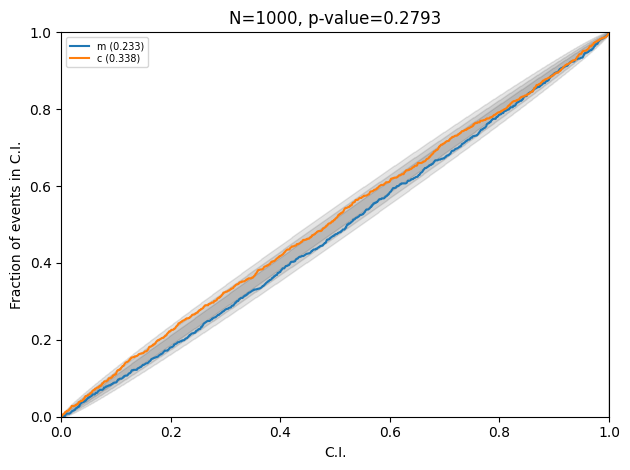 N=1000, p-value=0.2793
m (0.233)
c (0.338)
Fraction of events in C.I.
1.0
0.8
0.6
0.4
0.2
0.0
0.0 0.2 0.4 0.6 0.8 1.0
C.I.